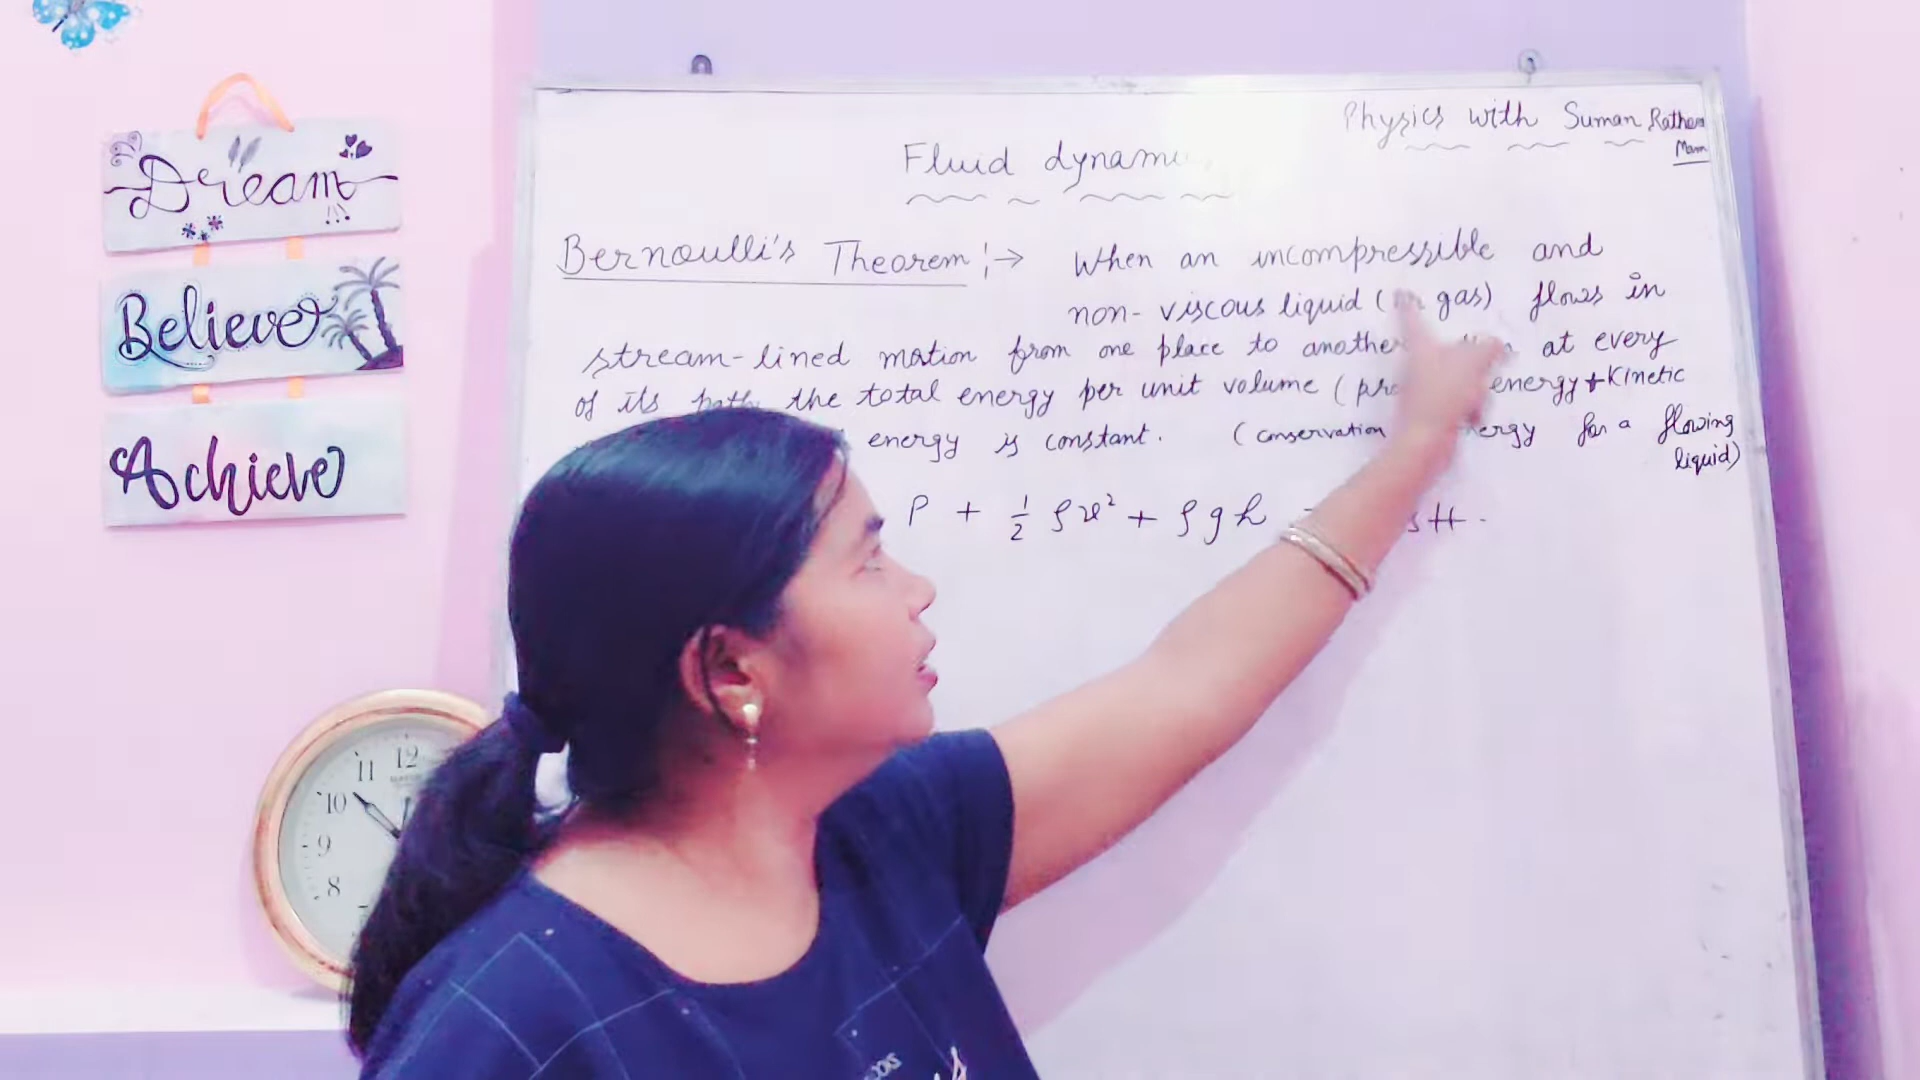 Dream
Believe
Achieve
Physics with Suman Rathore
Mam
Fluid
Bernoulli's Theorem :→ When an incompressible and
non-viscous liquid ( gas) flows in
stream-lined motion from one place to another at every
of its path the total energy per unit volume ( energy + Kinetic
energy is constant. (conservation energy for a flowing
liquid)
P + 1/2 ρv² + ρgh
12
11
10
9
8